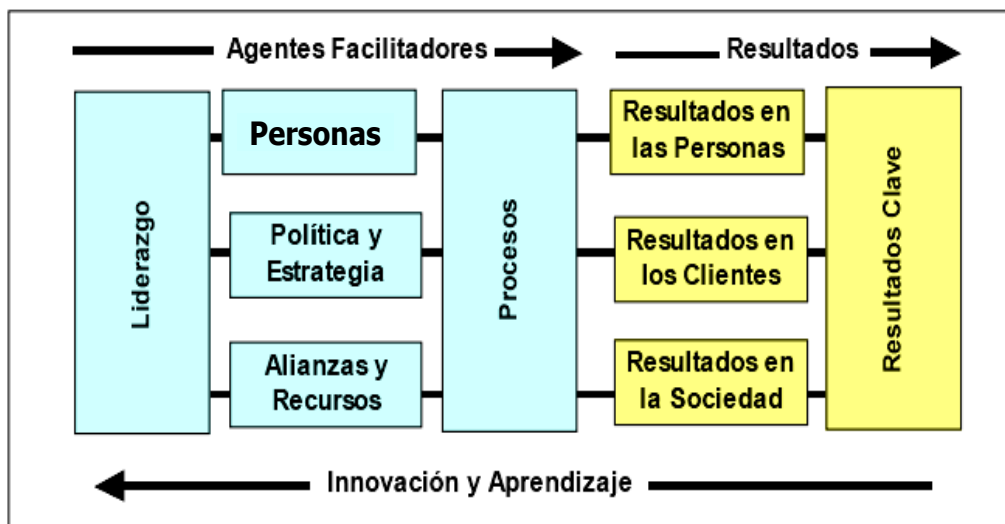 Agentes Facilitadores
Resultados
Liderazgo
Personas
Política y
Estrategia
Alianzas y
Recursos
Procesos
Resultados en
las Personas
Resultados en
los Clientes
Resultados en
la Sociedad
Resultados Clave
Innovación y Aprendizaje